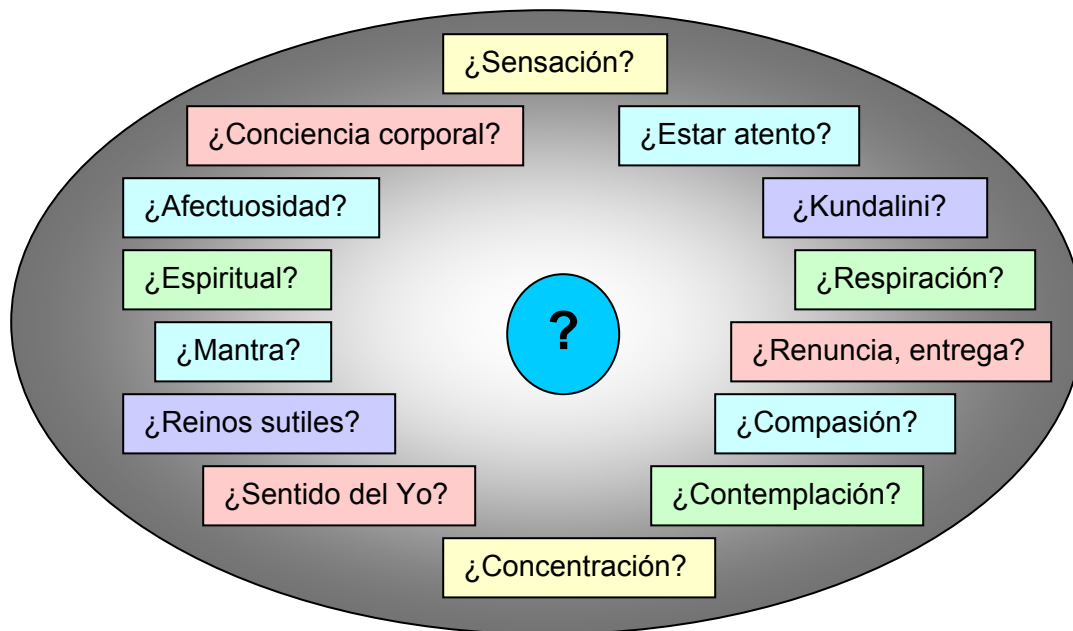 ¿Sensación?
¿Conciencia corporal?
¿Estar atento?
¿Afectuosidad?
¿Kundalini?
¿Espiritual?
¿Respiración?
?
¿Mantra?
¿Renuncia, entrega?
¿Reinos sutiles?
¿Compasión?
¿Sentido del Yo?
¿Contemplación?
¿Concentración?